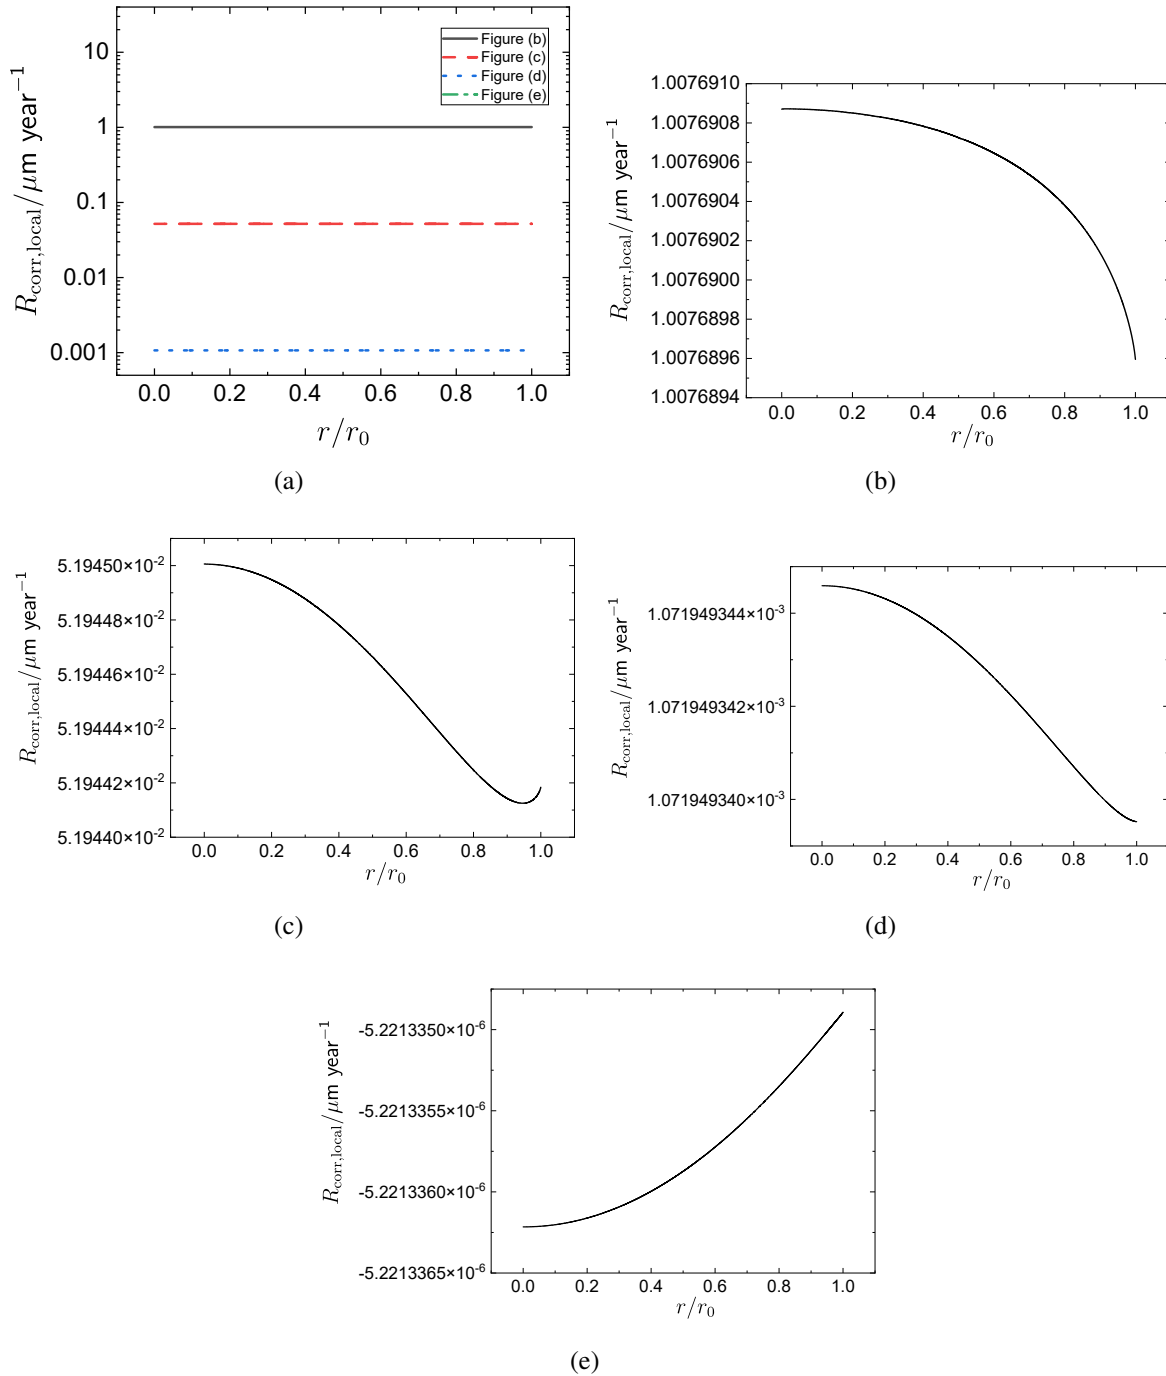 10
1
0.1
0.01
0.001
0.0 0.2 0.4 0.6 0.8 1.0
r/r₀
R_corr,local/μm year⁻¹
Figure (b)
Figure (c)
Figure (d)
Figure (e)
(a)
1.0076910
1.0076908
1.0076906
1.0076904
1.0076902
1.0076900
1.0076898
1.0076896
1.0076894
0.0 0.2 0.4 0.6 0.8 1.0
r/r₀
R_corr,local/μm year⁻¹
(b)
5.19450×10⁻²
5.19448×10⁻²
5.19446×10⁻²
5.19444×10⁻²
5.19442×10⁻²
5.19440×10⁻²
0.0 0.2 0.4 0.6 0.8 1.0
r/r₀
R_corr,local/μm year⁻¹
(c)
1.071949344×10⁻³
1.071949342×10⁻³
1.071949340×10⁻³
0.0 0.2 0.4 0.6 0.8 1.0
r/r₀
R_corr,local/μm year⁻¹
(d)
-5.2213350×10⁻⁶
-5.2213355×10⁻⁶
-5.2213360×10⁻⁶
-5.2213365×10⁻⁶
0.0 0.2 0.4 0.6 0.8 1.0
r/r₀
R_corr,local/μm year⁻¹
(e)